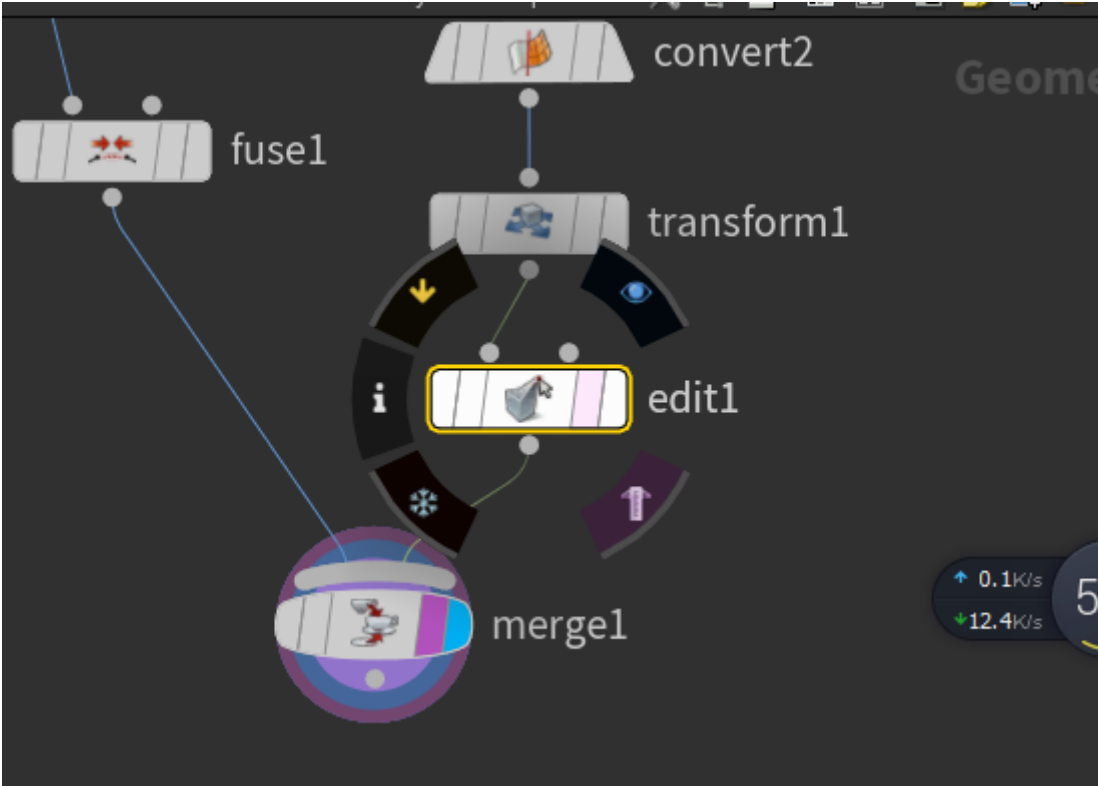 convert2
Geome
fuse1
transform1
i
edit1
0.1K/s
12.4K/s
5
merge1